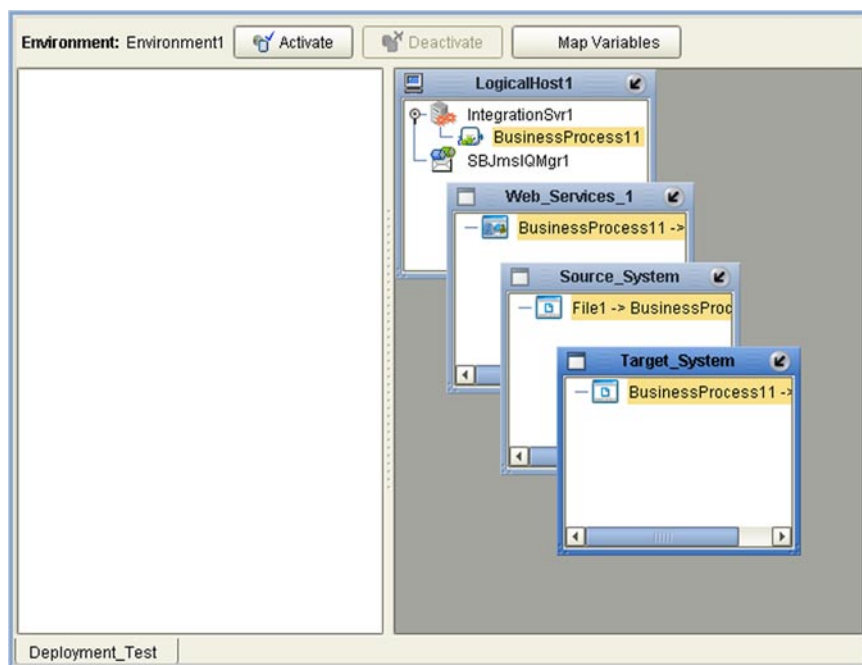 Environment: Environment1 Activate Deactivate Map Variables
LogicalHost1
IntegrationSvr1
BusinessProcess11
SBJmsIQMgr1
Web_Services_1
BusinessProcess11 ->
Source_System
File1 -> BusinessProc
Target_System
BusinessProcess11 ->
Deployment_Test